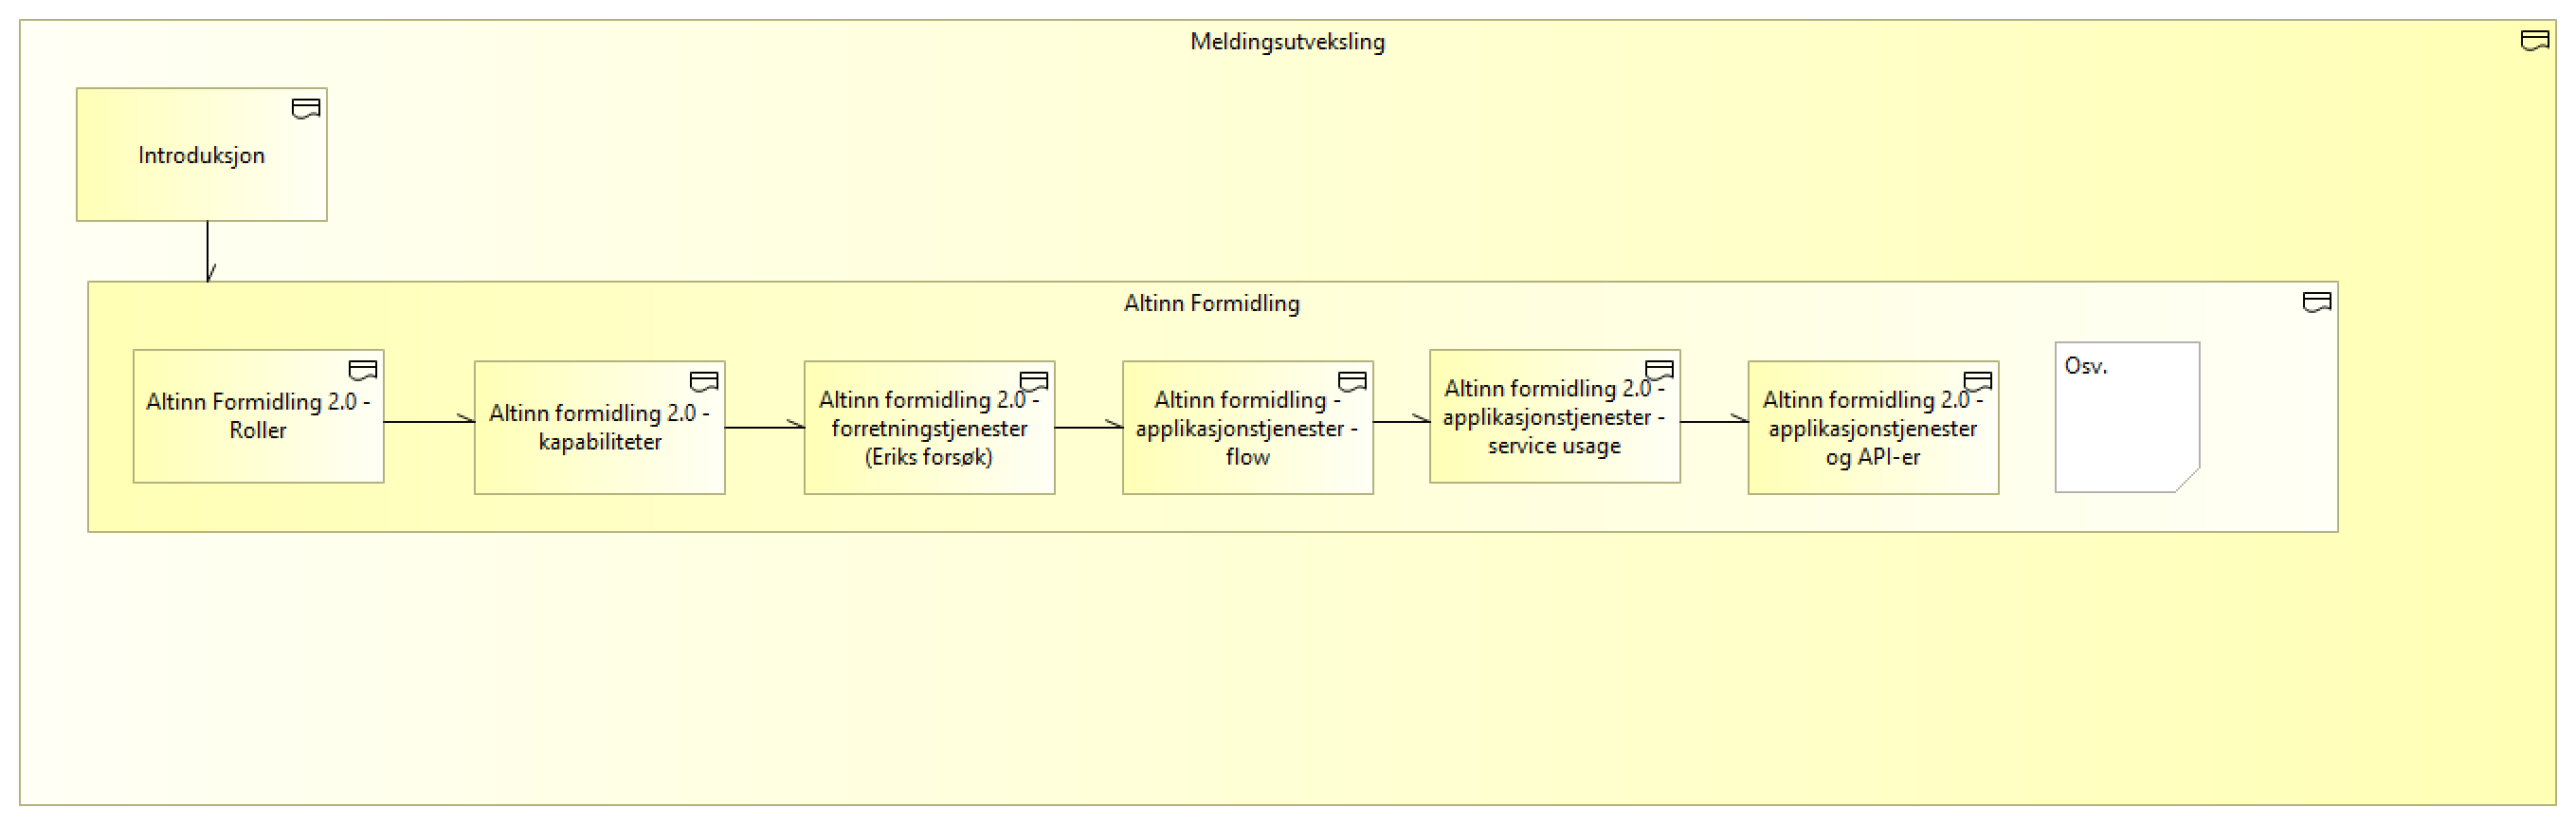 Meldingsutveksling
Introduksjon
Altinn Formidling
Altinn Formidling 2.0 -
Roller
Altinn formidling 2.0 -
kapabiliteter
Altinn formidling 2.0 -
forretningstjenester
(Eriks forsøk)
Altinn formidling -
applikasjonstjenester -
flow
Altinn formidling 2.0 -
applikasjonstjenester -
service usage
Altinn formidling 2.0 -
applikasjonstjenester
og API-er
Osv.